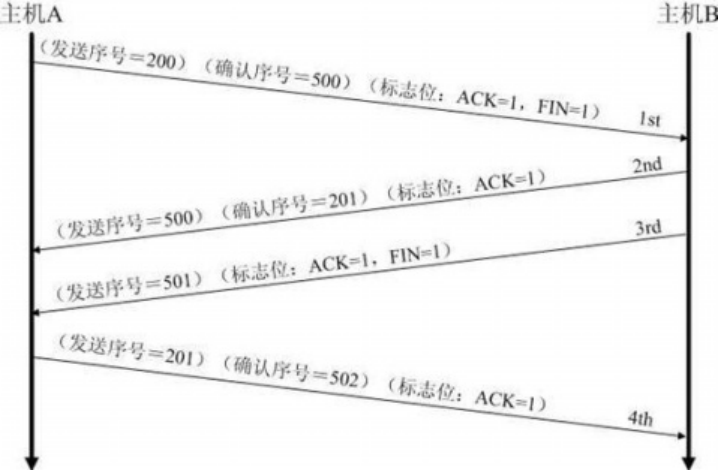 主机A
主机B
（发送序号=200）（确认序号=500）（标志位：ACK=1，FIN=1）
1st
2nd
（发送序号=500）（确认序号=201）（标志位：ACK=1）
3rd
（发送序号=501）（标志位：ACK=1，FIN=1）
（发送序号=201）（确认序号=502）（标志位：ACK=1）
4th